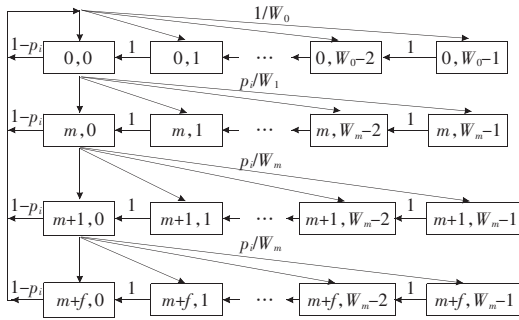 1/W₀
1−pᵢ 0,0 1 0,1 ··· 0,W₀−2 1 0,W₀−1
pᵢ/W₁
1−pᵢ m,0 1 m,1 ··· m,Wₘ−2 1 m,Wₘ−1
pᵢ/Wₘ
1−pᵢ m+1,0 1 m+1,1 ··· m+1,Wₘ−2 1 m+1,Wₘ−1
pᵢ/Wₘ
1−pᵢ m+f,0 1 m+f,1 ··· m+f,Wₘ−2 1 m+f,Wₘ−1